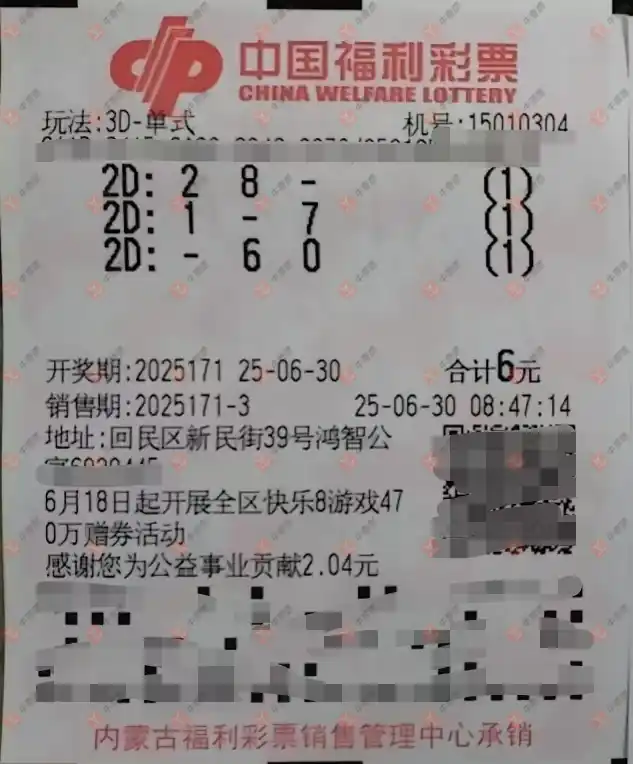 中国福利彩票
CHINA WELFARE LOTTERY
玩法:3D-单式 机号:15010304
2D: 2 8 - (1)
2D: 1 - 7 (1)
2D: - 6 0 (1)
开奖期:2025171 25-06-30 合计6元
销售期:2025171-3 25-06-30 08:47:14
地址:回民区新民街39号鸿智公
6月18日起开展全区快乐8游戏47
0万赠券活动
感谢您为公益事业贡献2.04元
内蒙古福利彩票销售管理中心承销